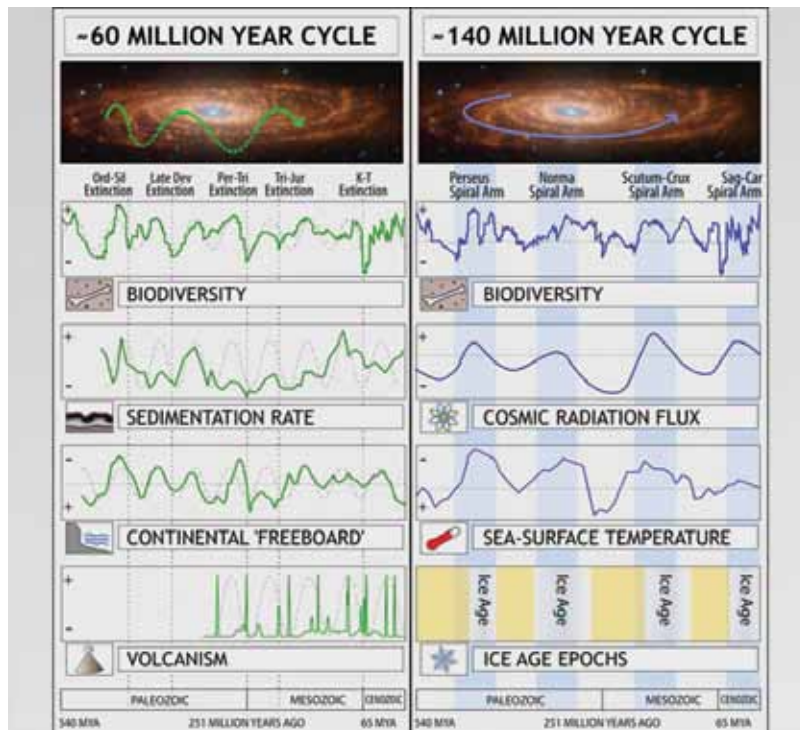 ~60 MILLION YEAR CYCLE
Ord-Sil Extinction
Late Dev Extinction
Per-Tri Extinction
Tri-Jur Extinction
K-T Extinction
+
-
BIODIVERSITY
+
-
SEDIMENTATION RATE
-
+
CONTINENTAL 'FREEBOARD'
+
-
VOLCANISM
PALEOZOIC
MESOZOIC
CENOZOIC
540 MYA
251 MILLION YEARS AGO
65 MYA
~140 MILLION YEAR CYCLE
Perseus Spiral Arm
Norma Spiral Arm
Scutum-Crux Spiral Arm
Sag-Car Spiral Arm
+
-
BIODIVERSITY
+
-
COSMIC RADIATION FLUX
-
+
SEA-SURFACE TEMPERATURE
Ice Age
Ice Age
Ice Age
Ice Age
ICE AGE EPOCHS
PALEOZOIC
MESOZOIC
CENOZOIC
540 MYA
251 MILLION YEARS AGO
65 MYA